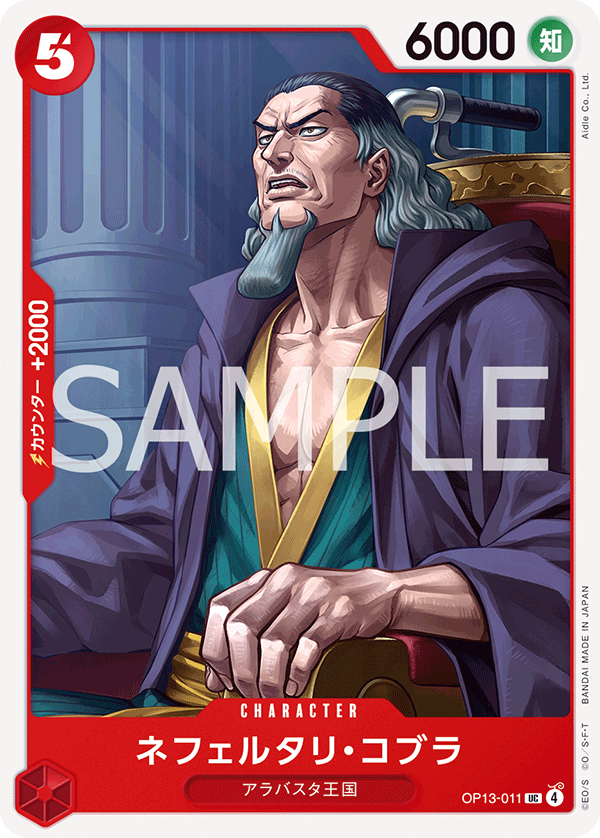 5
6000
知
カウンター +2000
SAMPLE
Aidle Co., Ltd.
©E.O/S ©O/S・F・T BANDAI MADE IN JAPAN
CHARACTER
ネフェルタリ・コブラ
アラバスタ王国
OP13-011 UC 4